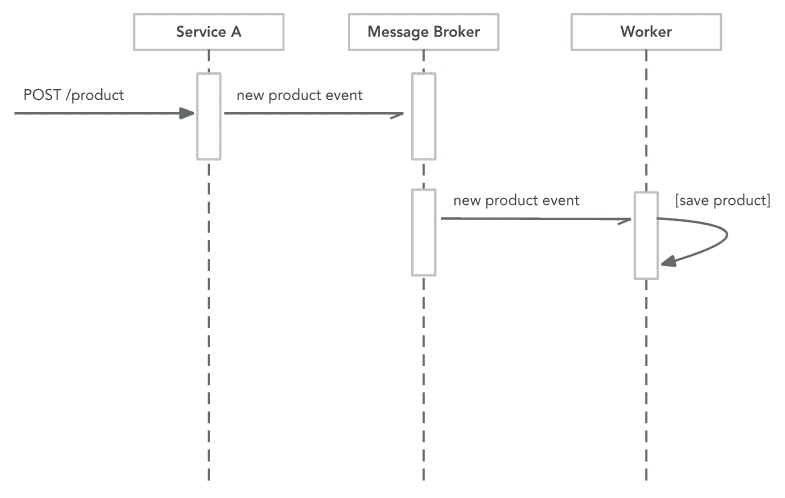 Service A
Message Broker
Worker
POST /product
new product event
new product event
[save product]